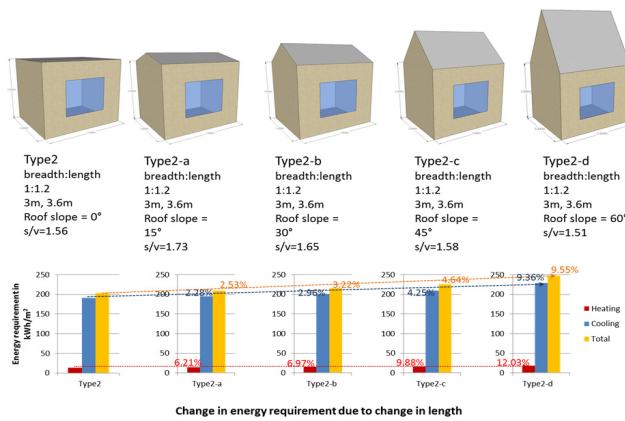 Type2
breadth:length
1:1.2
3m, 3.6m
Roof slope = 0°
s/v=1.56
Type2-a
breadth:length
1:1.2
3m, 3.6m
Roof slope =
15°
s/v=1.73
Type2-b
breadth:length
1:1.2
3m, 3.6m
Roof slope =
30°
s/v=1.65
Type2-c
breadth:length
1:1.2
3m, 3.6m
Roof slope =
45°
s/v=1.58
Type2-d
breadth:length
1:1.2
3m, 3.6m
Roof slope = 60°
s/v=1.51
Energy requirement in
kWh/m²
250
200
150
100
50
0
Type2
250
200
150
100
50
0
2.53%
2.28%
6.21%
Type2-a
250
200
150
100
50
0
3.22%
2.96%
6.97%
Type2-b
250
200
150
100
50
0
4.64%
4.25%
9.88%
Type2-c
250
200
150
100
50
0
9.55%
9.36%
12.03%
Type2-d
Heating
Cooling
Total
Change in energy requirement due to change in length